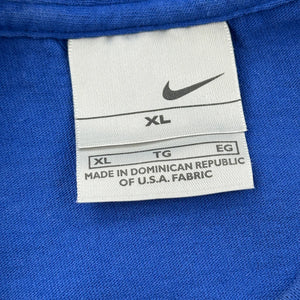 XL
XL TG EG
MADE IN DOMINICAN REPUBLIC
OF U.S.A. FABRIC